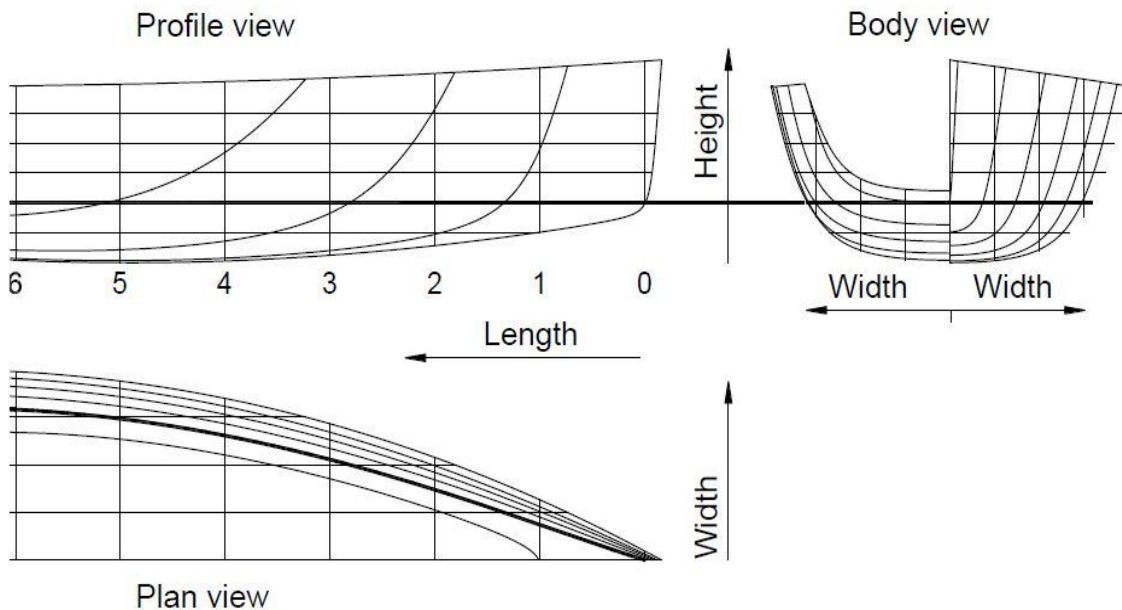 Profile view
Body view
Height
6 5 4 3 2 1 0
Width Width
Length
Width
Plan view